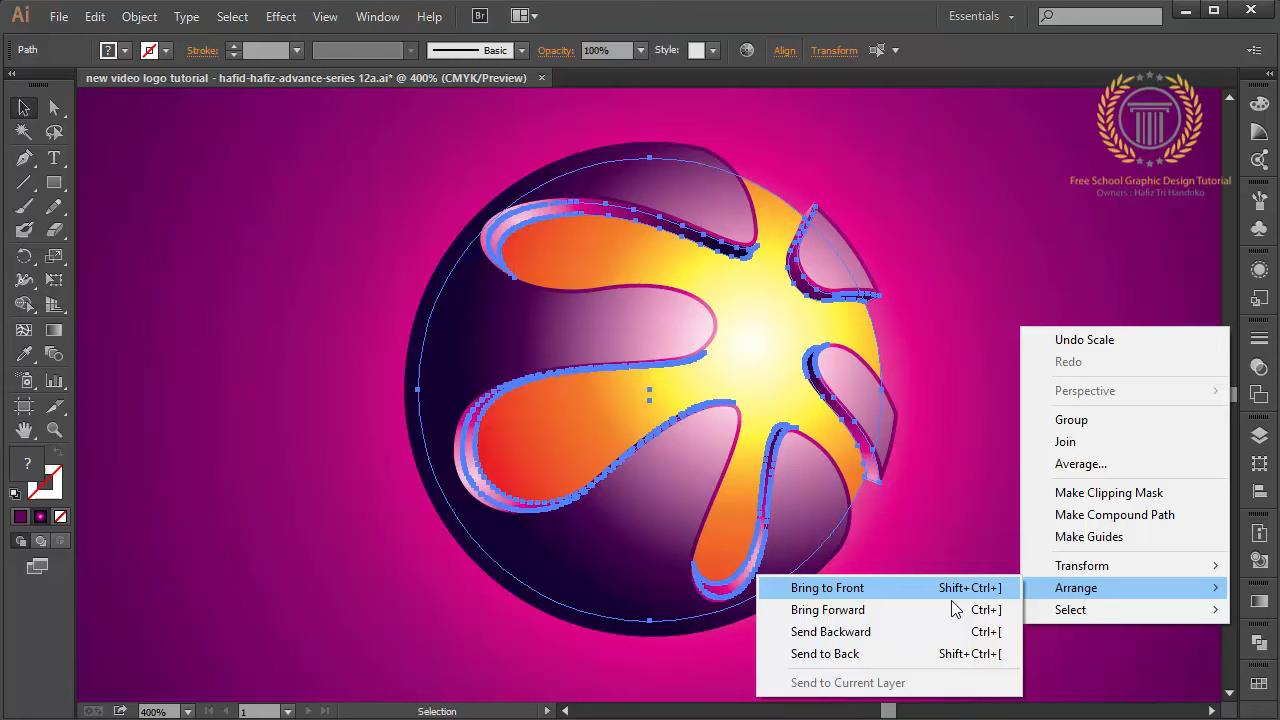 Ai File Edit Object Type Select Effect View Window Help Br Essentials
Path ? Stroke: Basic Opacity: 100% Style: Align Transform
new video logo tutorial - hafid-hafiz-advance-series 12a.ai* @ 400% (CMYK/Preview)
Free School Graphic Design Tutorial
Owners : Hafiz Tri Handoko
Undo Scale
Redo
Perspective
Group
Join
Average...
Make Clipping Mask
Make Compound Path
Make Guides
Transform
Arrange
Select
Bring to Front Shift+Ctrl+]
Bring Forward Ctrl+]
Send Backward Ctrl+[
Send to Back Shift+Ctrl+[
Send to Current Layer
?
400% 1 Selection